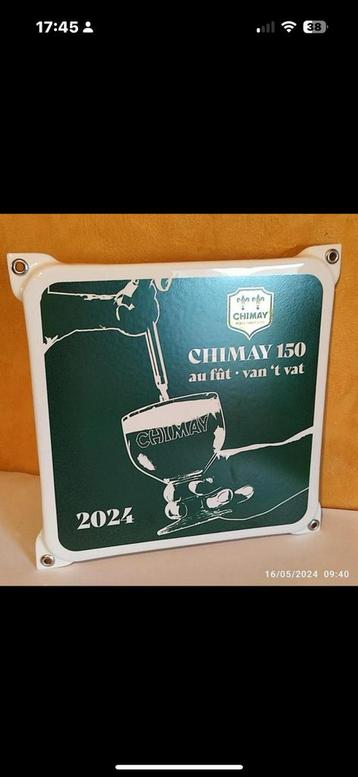 17:45
38
CHIMAY
CHIMAY 150
au fût · van 't vat
CHIMAY
2024
16/05/2024 09:40